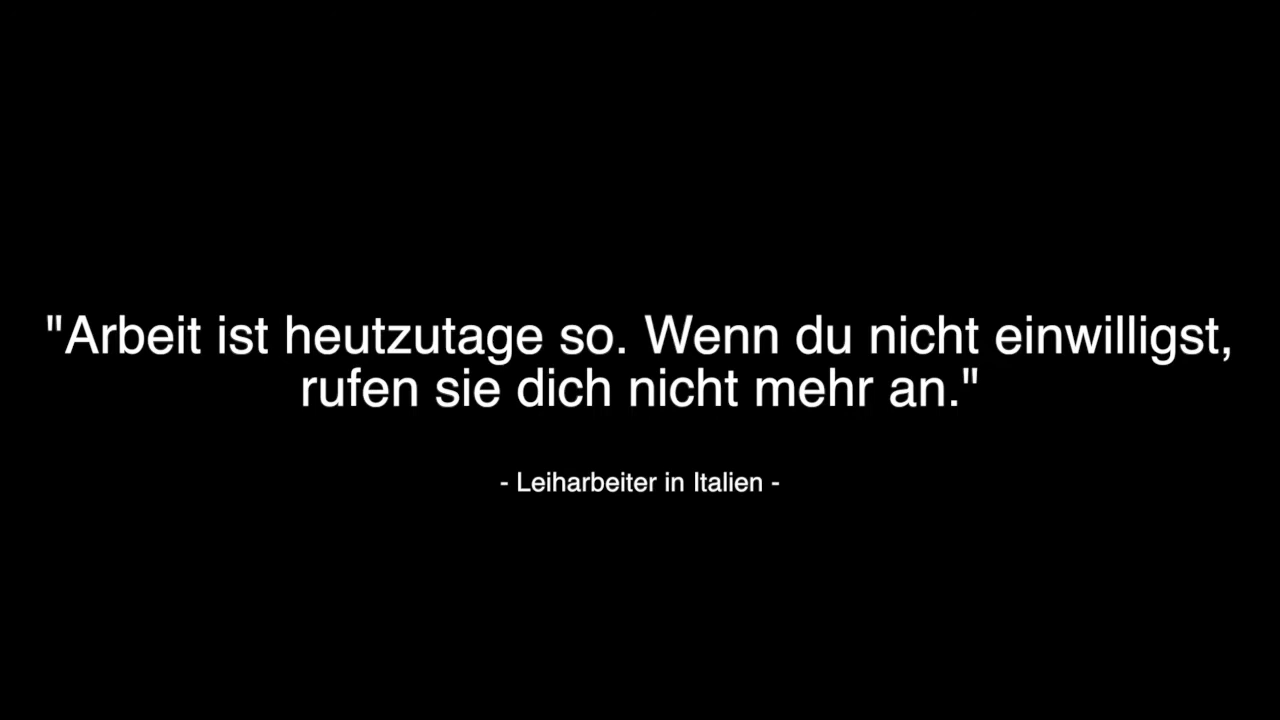 "Arbeit ist heutzutage so. Wenn du nicht einwilligst,
rufen sie dich nicht mehr an."
- Leiharbeiter in Italien -